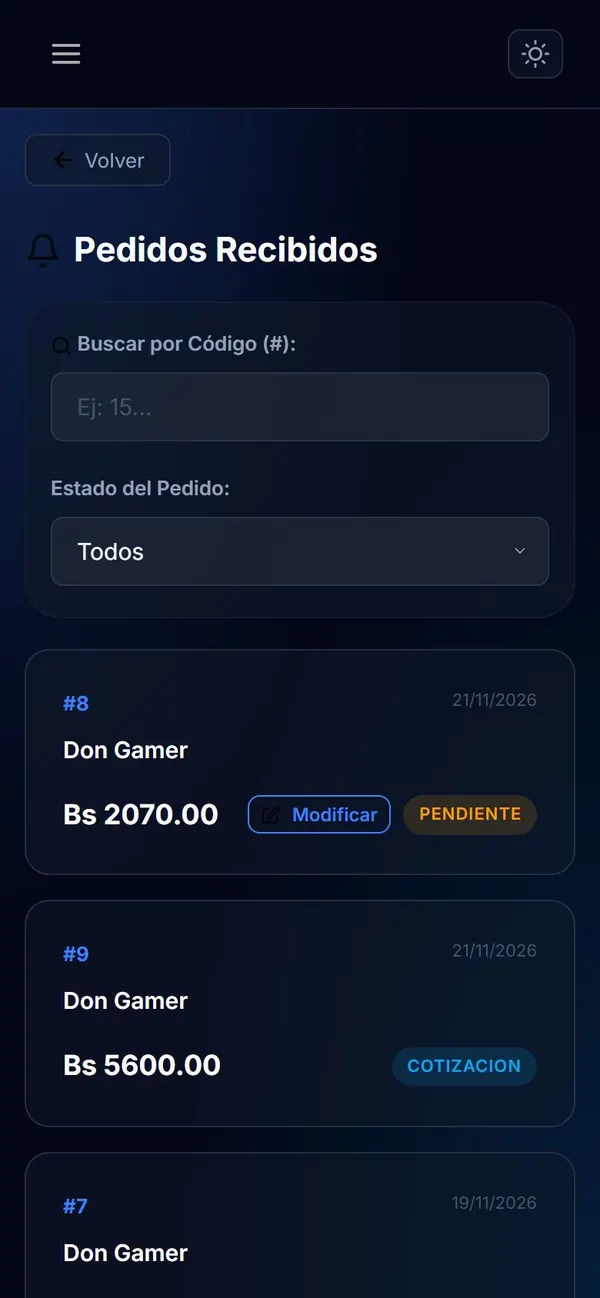 Volver
Pedidos Recibidos
Buscar por Código (#):
Ej: 15...
Estado del Pedido:
Todos
#8 21/11/2026
Don Gamer
Bs 2070.00 Modificar PENDIENTE
#9 21/11/2026
Don Gamer
Bs 5600.00 COTIZACION
#7 19/11/2026
Don Gamer